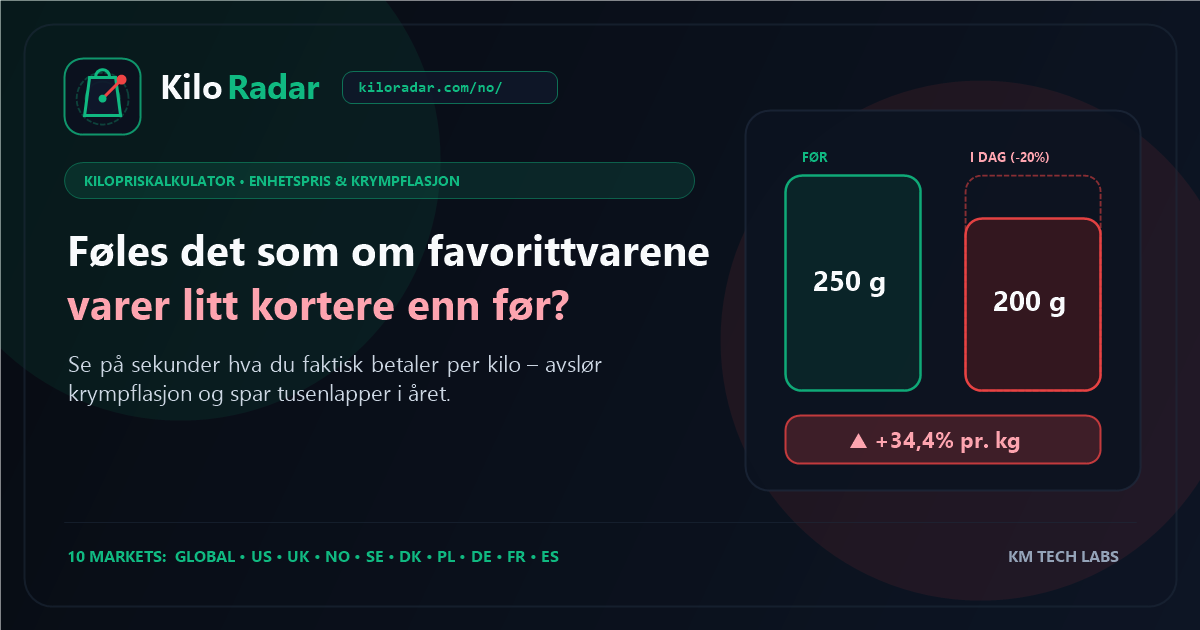 Kilo Radar
kiloradar.com/no/
KILOPRISKALKULATOR • ENHETSPRIS & KRYMPFLASJON
Føles det som om favorittvarene
varer litt kortere enn før?
Se på sekunder hva du faktisk betaler per kilo – avslør
krympflasjon og spar tusenlapper i året.
FØR
I DAG (-20%)
250 g
200 g
▲ +34,4% pr. kg
10 MARKETS: GLOBAL • US • UK • NO • SE • DK • PL • DE • FR • ES
KM TECH LABS